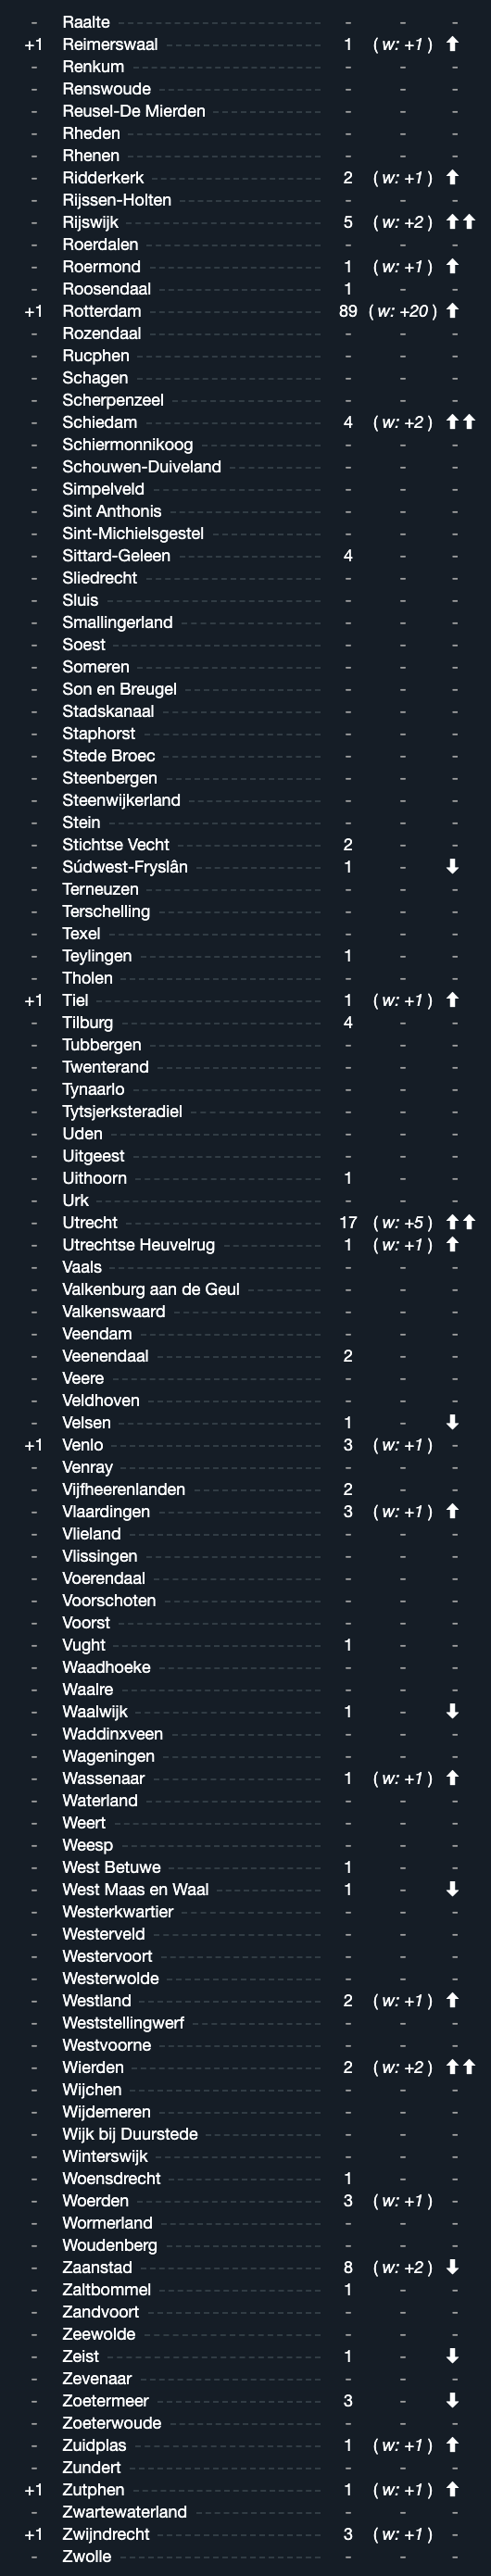 - Raalte - - -
+1 Reimerswaal 1 ( w: +1 ) ⬆
- Renkum - - -
- Renswoude - - -
- Reusel-De Mierden - - -
- Rheden - - -
- Rhenen - - -
- Ridderkerk 2 ( w: +1 ) ⬆
- Rijssen-Holten - - -
- Rijswijk 5 ( w: +2 ) ⬆⬆
- Roerdalen - - -
- Roermond 1 ( w: +1 ) ⬆
- Roosendaal 1 - -
+1 Rotterdam 89 ( w: +20 ) ⬆
- Rozendaal - - -
- Rucphen - - -
- Schagen - - -
- Scherpenzeel - - -
- Schiedam 4 ( w: +2 ) ⬆⬆
- Schiermonnikoog - - -
- Schouwen-Duiveland - - -
- Simpelveld - - -
- Sint Anthonis - - -
- Sint-Michielsgestel - - -
- Sittard-Geleen 4 - -
- Sliedrecht - - -
- Sluis - - -
- Smallingerland - - -
- Soest - - -
- Someren - - -
- Son en Breugel - - -
- Stadskanaal - - -
- Staphorst - - -
- Stede Broec - - -
- Steenbergen - - -
- Steenwijkerland - - -
- Stein - - -
- Stichtse Vecht 2 - -
- Súdwest-Fryslân 1 - ⬇
- Terneuzen - - -
- Terschelling - - -
- Texel - - -
- Teylingen 1 - -
- Tholen - - -
+1 Tiel 1 ( w: +1 ) ⬆
- Tilburg 4 - -
- Tubbergen - - -
- Twenterand - - -
- Tynaarlo - - -
- Tytsjerksteradiel - - -
- Uden - - -
- Uitgeest - - -
- Uithoorn 1 - -
- Urk - - -
- Utrecht 17 ( w: +5 ) ⬆⬆
- Utrechtse Heuvelrug 1 ( w: +1 ) ⬆
- Vaals - - -
- Valkenburg aan de Geul - - -
- Valkenswaard - - -
- Veendam - - -
- Veenendaal 2 - -
- Veere - - -
- Veldhoven - - -
- Velsen 1 - ⬇
+1 Venlo 3 ( w: +1 ) -
- Venray - - -
- Vijfheerenlanden 2 - -
- Vlaardingen 3 ( w: +1 ) ⬆
- Vlieland - - -
- Vlissingen - - -
- Voerendaal - - -
- Voorschoten - - -
- Voorst - - -
- Vught 1 - -
- Waadhoeke - - -
- Waalre - - -
- Waalwijk 1 - ⬇
- Waddinxveen - - -
- Wageningen - - -
- Wassenaar 1 ( w: +1 ) ⬆
- Waterland - - -
- Weert - - -
- Weesp - - -
- West Betuwe 1 - -
- West Maas en Waal 1 - ⬇
- Westerkwartier - - -
- Westerveld - - -
- Westervoort - - -
- Westerwolde - - -
- Westland 2 ( w: +1 ) ⬆
- Weststellingwerf - - -
- Westvoorne - - -
- Wierden 2 ( w: +2 ) ⬆⬆
- Wijchen - - -
- Wijdemeren - - -
- Wijk bij Duurstede - - -
- Winterswijk - - -
- Woensdrecht 1 - -
- Woerden 3 ( w: +1 ) -
- Wormerland - - -
- Woudenberg - - -
- Zaanstad 8 ( w: +2 ) ⬇
- Zaltbommel 1 - -
- Zandvoort - - -
- Zeewolde - - -
- Zeist 1 - ⬇
- Zevenaar - - -
- Zoetermeer 3 - ⬇
- Zoeterwoude - - -
- Zuidplas 1 ( w: +1 ) ⬆
- Zundert - - -
+1 Zutphen 1 ( w: +1 ) ⬆
- Zwartewaterland - - -
+1 Zwijndrecht 3 ( w: +1 ) -
- Zwolle - - -